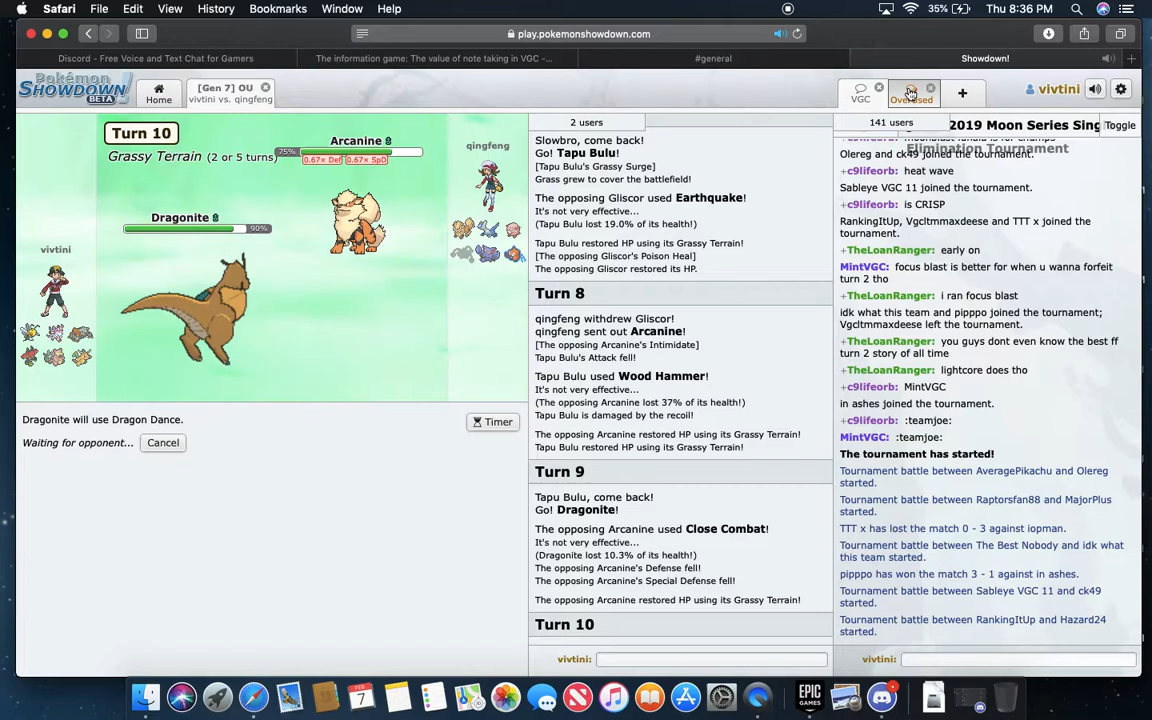 Safari File Edit View History Bookmarks Window Help 35% Thu 8:36 PM
play.pokemonshowdown.com
Discord - Free Voice and Text Chat for Gamers
The information game: The value of note taking in VGC -...
#general
Showdown!
Pokémon
SHOWDOWN!
BETA
Home
[Gen 7] OU
vivtini vs. qingfeng
VGC
vivtini
Turn 10
Grassy Terrain (2 or 5 turns)
Arcanine
75%
0.67× Def 0.67× SpD
qingfeng
Dragonite
90%
vivtini
Dragonite will use Dragon Dance.
Waiting for opponent... Cancel
Timer
2 users
Slowbro, come back!
Go! Tapu Bulu!
[Tapu Bulu's Grassy Surge]
Grass grew to cover the battlefield!
The opposing Gliscor used Earthquake!
It's not very effective...
(Tapu Bulu lost 19.0% of its health!)
Tapu Bulu restored HP using its Grassy Terrain!
[The opposing Gliscor's Poison Heal]
The opposing Gliscor restored its HP.
Turn 8
qingfeng withdrew Gliscor!
qingfeng sent out Arcanine!
[The opposing Arcanine's Intimidate]
Tapu Bulu's Attack fell!
Tapu Bulu used Wood Hammer!
It's not very effective...
(The opposing Arcanine lost 37% of its health!)
Tapu Bulu is damaged by the recoil!
The opposing Arcanine restored HP using its Grassy Terrain!
Tapu Bulu restored HP using its Grassy Terrain!
Turn 9
Tapu Bulu, come back!
Go! Dragonite!
The opposing Arcanine used Close Combat!
It's not very effective...
(Dragonite lost 10.3% of its health!)
The opposing Arcanine's Defense fell!
The opposing Arcanine's Special Defense fell!
The opposing Arcanine restored HP using its Grassy Terrain!
Turn 10
vivtini:
141 users
2019 Moon Series Sing
Toggle
Elimination Tournament
Olereg and ck49 joined the tournament.
+c9lifeorb: heat wave
Sableye VGC 11 joined the tournament.
+c9lifeorb: is CRISP
RankingItUp, Vgcltmmaxdeese and TTT x joined the
tournament.
+TheLoanRanger: early on
MintVGC: focus blast is better for when u wanna forfeit
turn 2 tho
+TheLoanRanger: i ran focus blast
idk what this team and pipppo joined the tournament;
Vgcltmmaxdeese left the tournament.
+TheLoanRanger: you guys dont even know the best ff
turn 2 story of all time
+TheLoanRanger: lightcore does tho
+c9lifeorb: MintVGC
in ashes joined the tournament.
+c9lifeorb: :teamjoe:
MintVGC: :teamjoe:
The tournament has started!
Tournament battle between AveragePikachu and Olereg
started.
Tournament battle between Raptorsfan88 and MajorPlus
started.
TTT x has lost the match 0 - 3 against iopman.
Tournament battle between The Best Nobody and idk what
this team started.
pipppo has won the match 3 - 1 against in ashes.
Tournament battle between Sableye VGC 11 and ck49
started.
Tournament battle between RankingItUp and Hazard24
started.
vivtini:
FEB
7
EPIC
GAMES